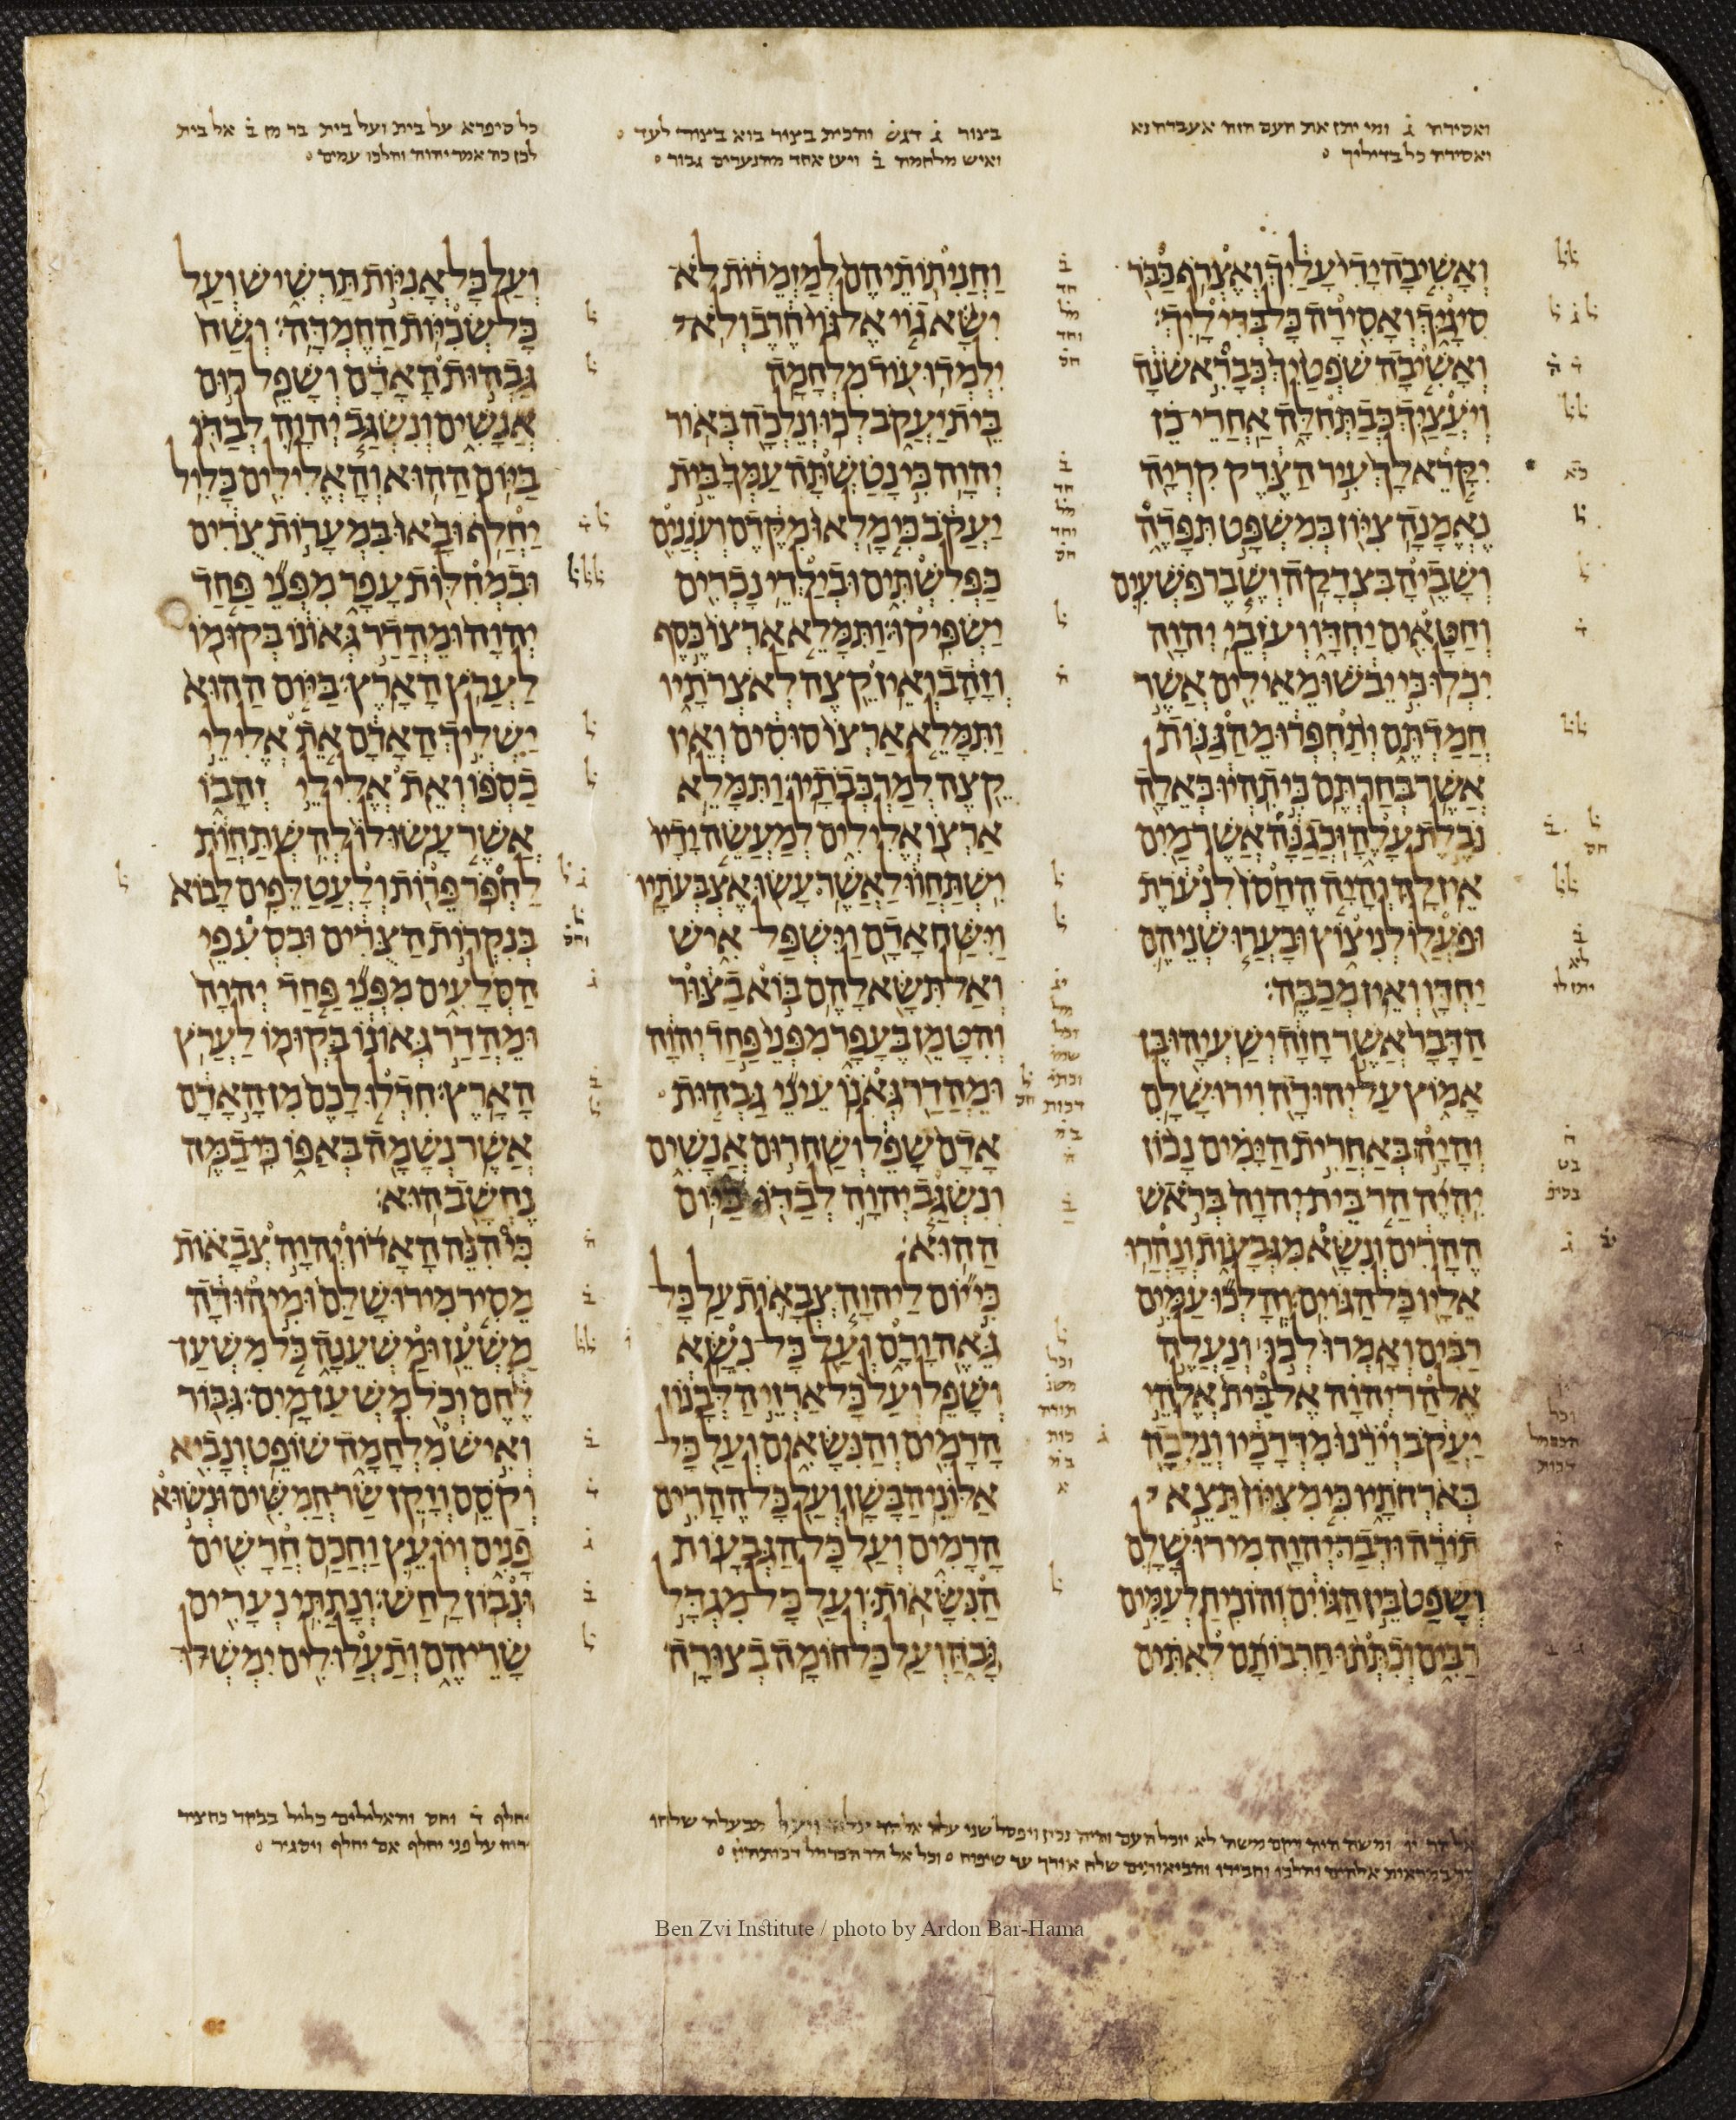 ואסירה ג ומי יתן את העם הזה אעברה נא
ואסירה כל בדיליך
בצור ג דגש והכית בצור בוא בצור לעד
ואיש מלחמה ב ויען אחד מהנערים גבור
כל סיפרא על בית ועל בית בר מן ב אל בית
לכן כה אמר יהוה והלכו עמים
ואשיבה ידי עליך ואצרף כבר
סיגיך ואסירה כל בדיליך׃
ואשיבה שפטיך כבראשנה
ויעציך כבתחלה אחרי כן
יקרא לך עיר הצדק קריה
נאמנה ציון במשפט תפדה
ושביה בצדקה ושבר פשעים
וחטאים יחדו ועזבי יהוה
יכלו כי יבשו מאילים אשר
חמדתם ותחפרו מהגנות
אשר בחרתם כי תהיו כאלה
נבלת עלה וכגנה אשר מים
אין לה והיה החסן לנערת
ופעלו לניצוץ ובערו שניהם
יחדו ואין מכבה׃
הדבר אשר חזה ישעיהו בן
אמוץ על יהודה וירושלם
והיה באחרית הימים נכון
יהיה הר בית יהוה בראש
ההרים ונשא מגבעות ונהרו
אליו כל הגוים והלכו עמים
רבים ואמרו לכו ונעלה
אל הר יהוה אל בית אלהי
יעקב וירנו מדרכיו ונלכה
בארחתיו כי מציון תצא
תורה ודבר יהוה מירושלם
ושפט בין הגוים והוכיח לעמים
רבים וכתתו חרבותם לאתים
וחניתותיהם למזמרות לא
ישא גוי אל גוי חרב ולא
ילמדו עוד מלחמה
בית יעקב לכו ונלכה באור
יהוה כי נטשתה עמך בית
יעקב כי מלאו מקדם ועננים
כפלשתים ובילדי נכרים
ישפיקו ותמלא ארצו כסף
וזהב ואין קצה לאצרתיו
ותמלא ארצו סוסים ואין
קצה למרכבתיו ותמלא
ארצו אלילים למעשה ידיו
ישתחוו לאשר עשו אצבעתיו
וישח אדם וישפל איש
ואל תשא להם בוא בצור
והטמן בעפר מפני פחד יהוה
ומהדר גאנו עיני גבהות
אדם שפל ושח רום אנשים
ונשגב יהוה לבדו ביום
ההוא׃
כי יום ליהוה צבאות על כל
גאה ורם ועל כל נשא
ושפל ועל כל ארזי הלבנון
הרמים והנשאים ועל כל
אלוני הבשן ועל כל ההרים
הרמים ועל כל הגבעות
הנשאות ועל כל מגדל
גבה ועל כל חומה בצורה
ועל כל אניות תרשיש ועל
כל שכיות החמדה׃ ושח
גבהות האדם ושפל רום
אנשים ונשגב יהוה לבדו
ביום ההוא והאלילים כליל
יחלף ובאו במערות צרים
ובמחלות עפר מפני פחד
יהוה ומהדר גאונו בקומו
לערץ הארץ׃ ביום ההוא
ישליך האדם את אלילי
כספו ואת אלילי זהבו
אשר עשו לו להשתחות
לחפר פרות ולעטלפים לבוא
בנקרות הצרים ובסעפי
הסלעים מפני פחד יהוה
ומהדר גאונו בקומו לערץ
הארץ׃ חדלו לכם מן האדם
אשר נשמה באפו כי במה
נחשב הוא׃
כי הנה האדון יהוה צבאות
מסיר מירושלם ומיהודה
משען ומשענה כל משען
לחם וכל משען מים׃ גבור
ואיש מלחמה שופט ונביא
וקסם וזקן שר חמשים ונשוא
פנים ויועץ וחכם חרשים
ונבון לחש׃ ונתתי נערים
שריהם ותעלולים ימשלו
יחלף ד וחס והאלילים כליל בבקר כחציר
ורוח על פני יחלף אם יחלף ויסגיר
Ben Zvi Institute / photo by Ardon Bar-Hama